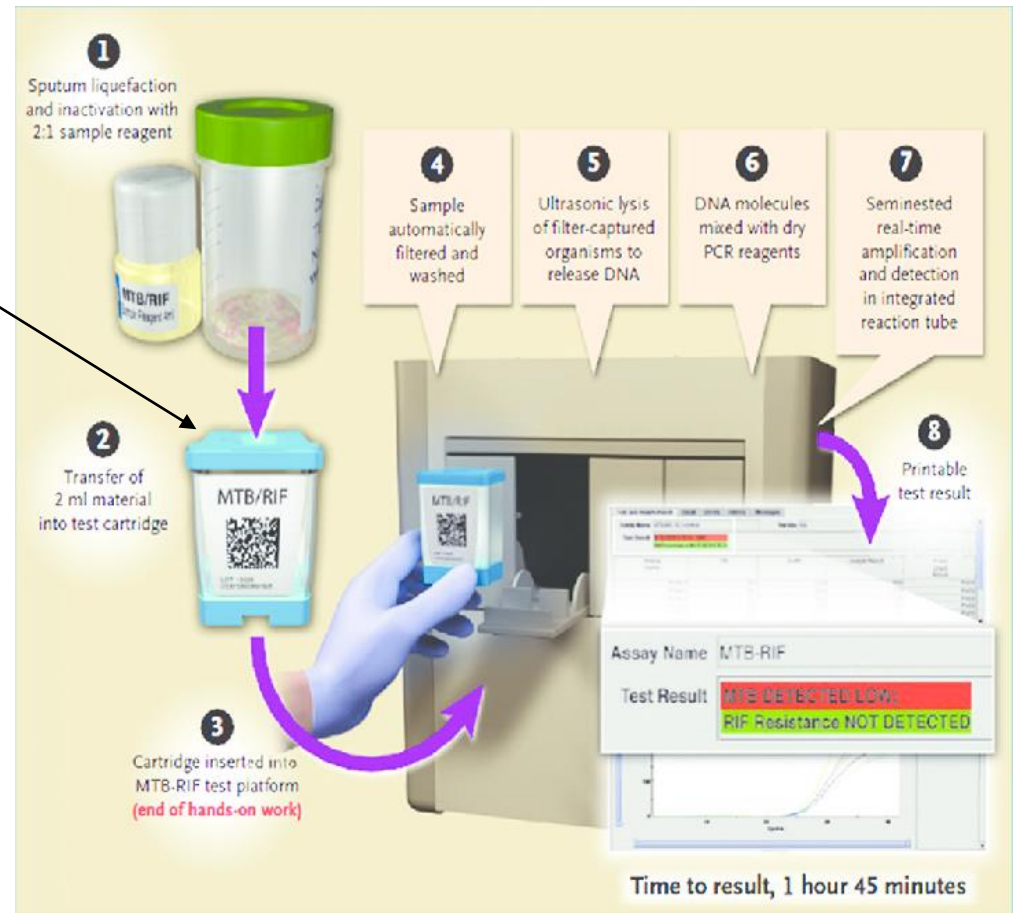 1
Sputum liquefaction
and inactivation with
2:1 sample reagent
MTB/RIF
2
Transfer of
2 ml material
into test cartridge
MTB/RIF
3
Cartridge inserted into
MTB-RIF test platform
(end of hands-on work)
MTB/RIF
4
Sample
automatically
filtered and
washed
5
Ultrasonic lysis
of filter-captured
organisms to
release DNA
6
DNA molecules
mixed with dry
PCR reagents
7
Seminested
real-time
amplification
and detection
in integrated
reaction tube
8
Printable
test result
Assay Name MTB-RIF
Test Result MTB DETECTED LOW;
RIF Resistance NOT DETECTED
Time to result, 1 hour 45 minutes